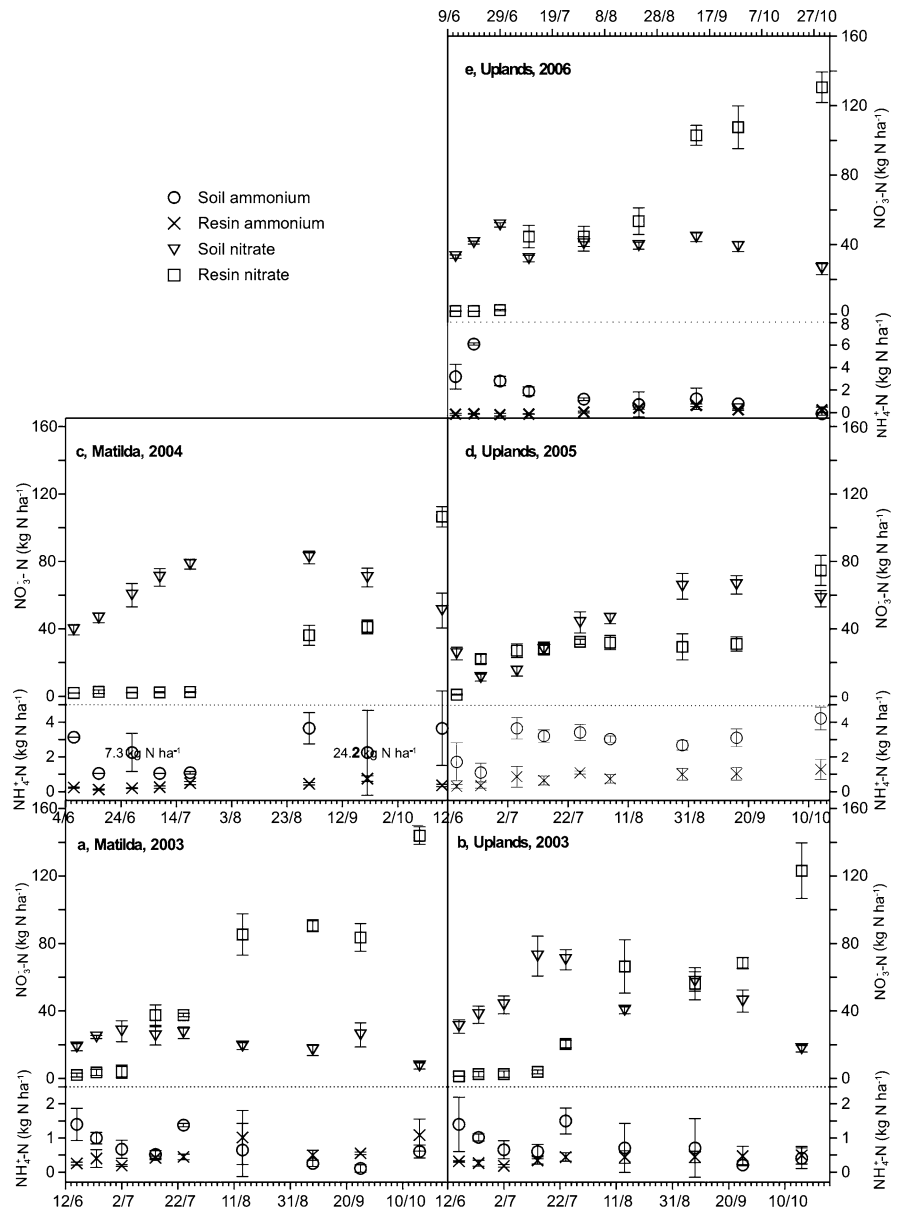 9/6 29/6 19/7 8/8 28/8 17/9 7/10 27/10
e, Uplands, 2006
160
120
80
40
0
NO₃⁻-N (kg N ha⁻¹)
8
6
4
2
0
NH₄⁺-N (kg N ha⁻¹)
Soil ammonium
Resin ammonium
Soil nitrate
Resin nitrate
c, Matilda, 2004
160
120
80
40
0
NO₃⁻- N (kg N ha⁻¹)
4
2
0
NH₄⁺-N (kg N ha⁻¹)
7.3 kg N ha⁻¹
24.2 kg N ha⁻¹
4/6 24/6 14/7 3/8 23/8 12/9 2/10
d, Uplands, 2005
160
120
80
40
0
NO₃⁻-N (kg N ha⁻¹)
4
2
0
NH₄⁺-N (kg N ha⁻¹)
12/6 2/7 22/7 11/8 31/8 20/9 10/10
a, Matilda, 2003
160
120
80
40
0
NO₃⁻-N (kg N ha⁻¹)
2
1
0
NH₄⁺-N (kg N ha⁻¹)
12/6 2/7 22/7 11/8 31/8 20/9 10/10
b, Uplands, 2003
160
120
80
40
0
NO₃⁻-N (kg N ha⁻¹)
2
1
0
NH₄⁺-N (kg N ha⁻¹)
12/6 2/7 22/7 11/8 31/8 20/9 10/10